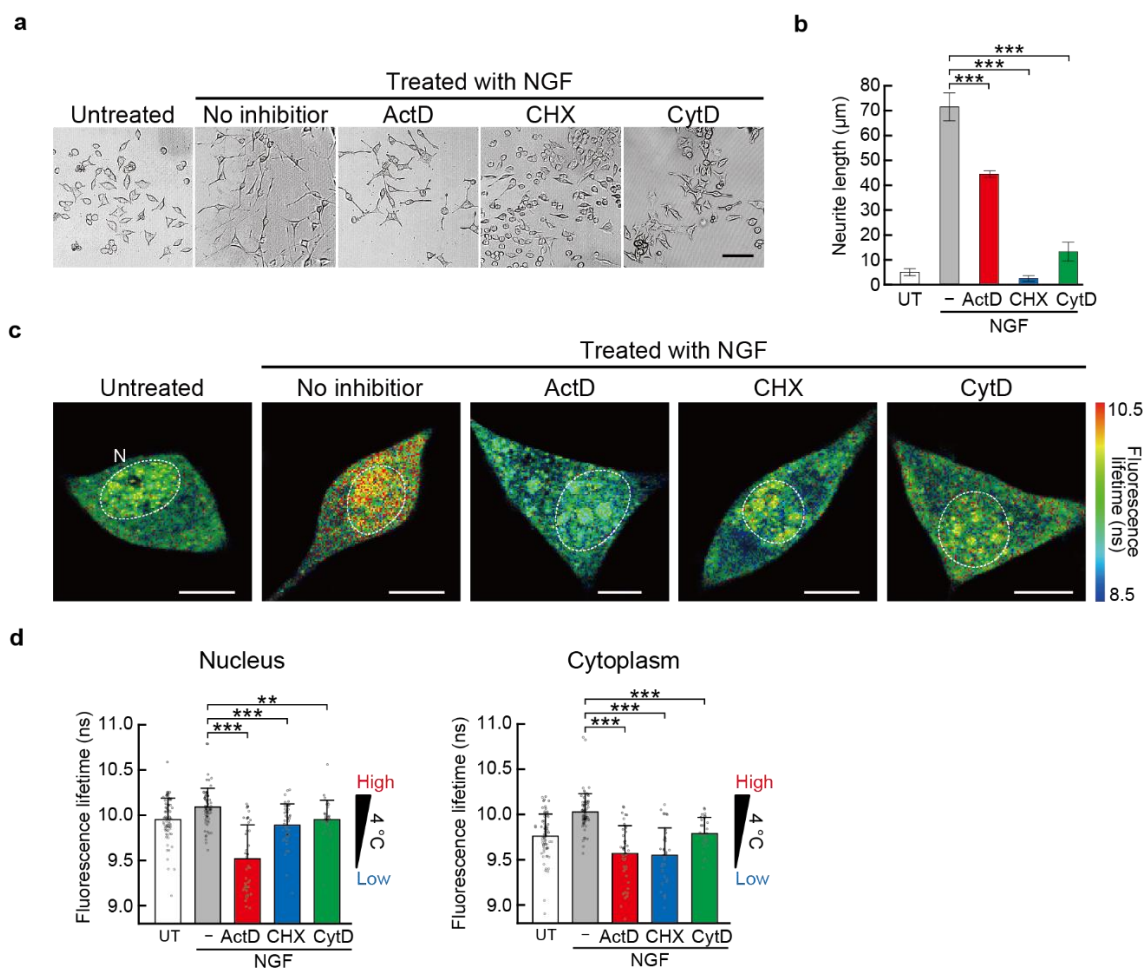 a
Treated with NGF
Untreated No inhibitior ActD CHX CytD
b
Neurite length (μm)
80
70
60
50
40
30
20
10
0
***
***
***
UT – ActD CHX CytD
NGF
c
Treated with NGF
Untreated No inhibitior ActD CHX CytD
N
10.5
Fluorescence lifetime (ns)
8.5
d
Nucleus
Fluorescence lifetime (ns)
11.0
10.5
10.0
9.5
9.0
**
***
***
High
4 °C
Low
UT – ActD CHX CytD
NGF
Cytoplasm
Fluorescence lifetime (ns)
11.0
10.5
10.0
9.5
9.0
***
***
***
High
4 °C
Low
UT – ActD CHX CytD
NGF